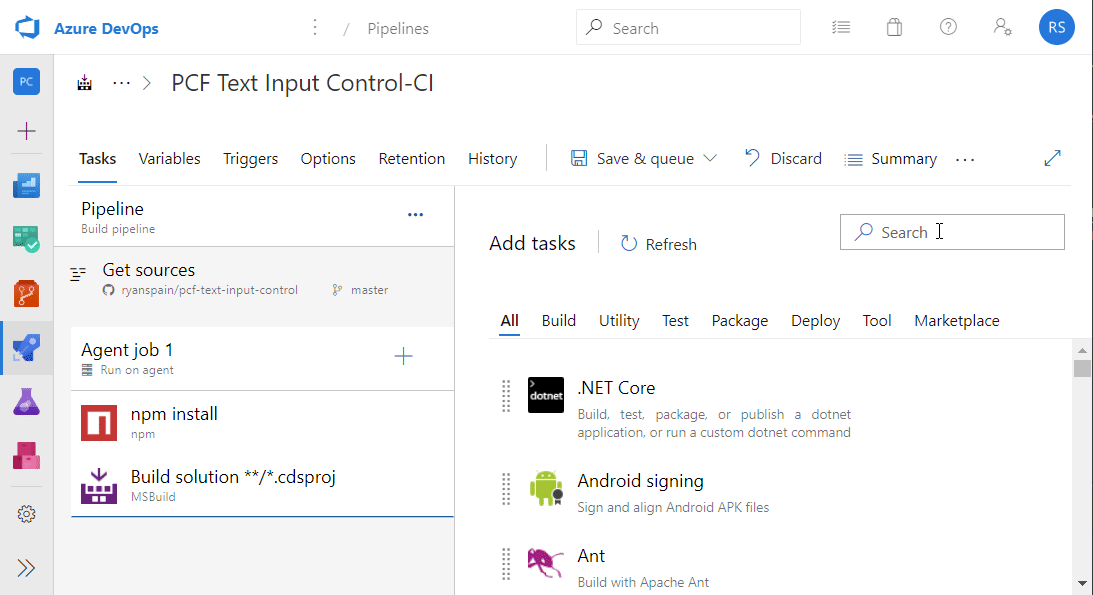 Azure DevOps
/ Pipelines
Search
RS
PC
PCF Text Input Control-CI
Tasks Variables Triggers Options Retention History Save & queue Discard Summary
Pipeline
Build pipeline
Get sources
ryanspain/pcf-text-input-control master
Agent job 1
Run on agent
npm install
npm
Build solution **/*.cdsproj
MSBuild
Add tasks Refresh
Search
All Build Utility Test Package Deploy Tool Marketplace
dotnet
.NET Core
Build, test, package, or publish a dotnet
application, or run a custom dotnet command
Android signing
Sign and align Android APK files
Ant
Build with Apache Ant